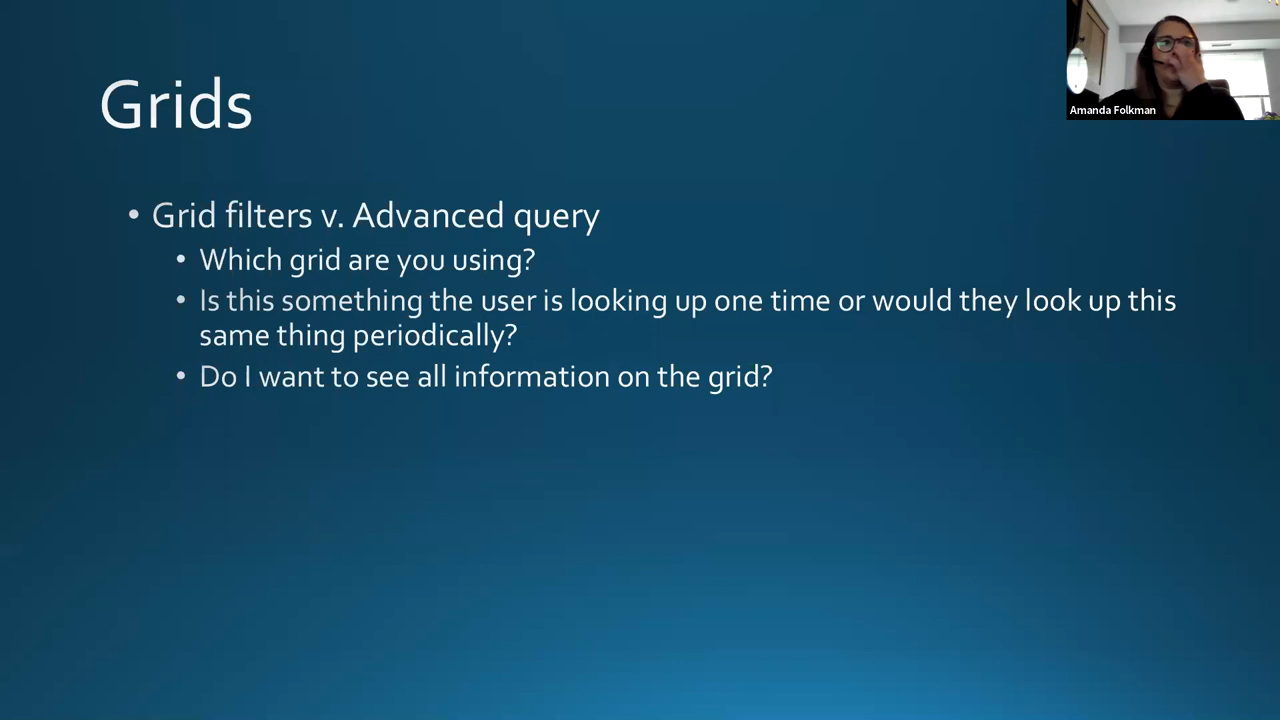 Grids
Amanda Folkman
• Grid filters v. Advanced query
• Which grid are you using?
• Is this something the user is looking up one time or would they look up this
same thing periodically?
• Do I want to see all information on the grid?